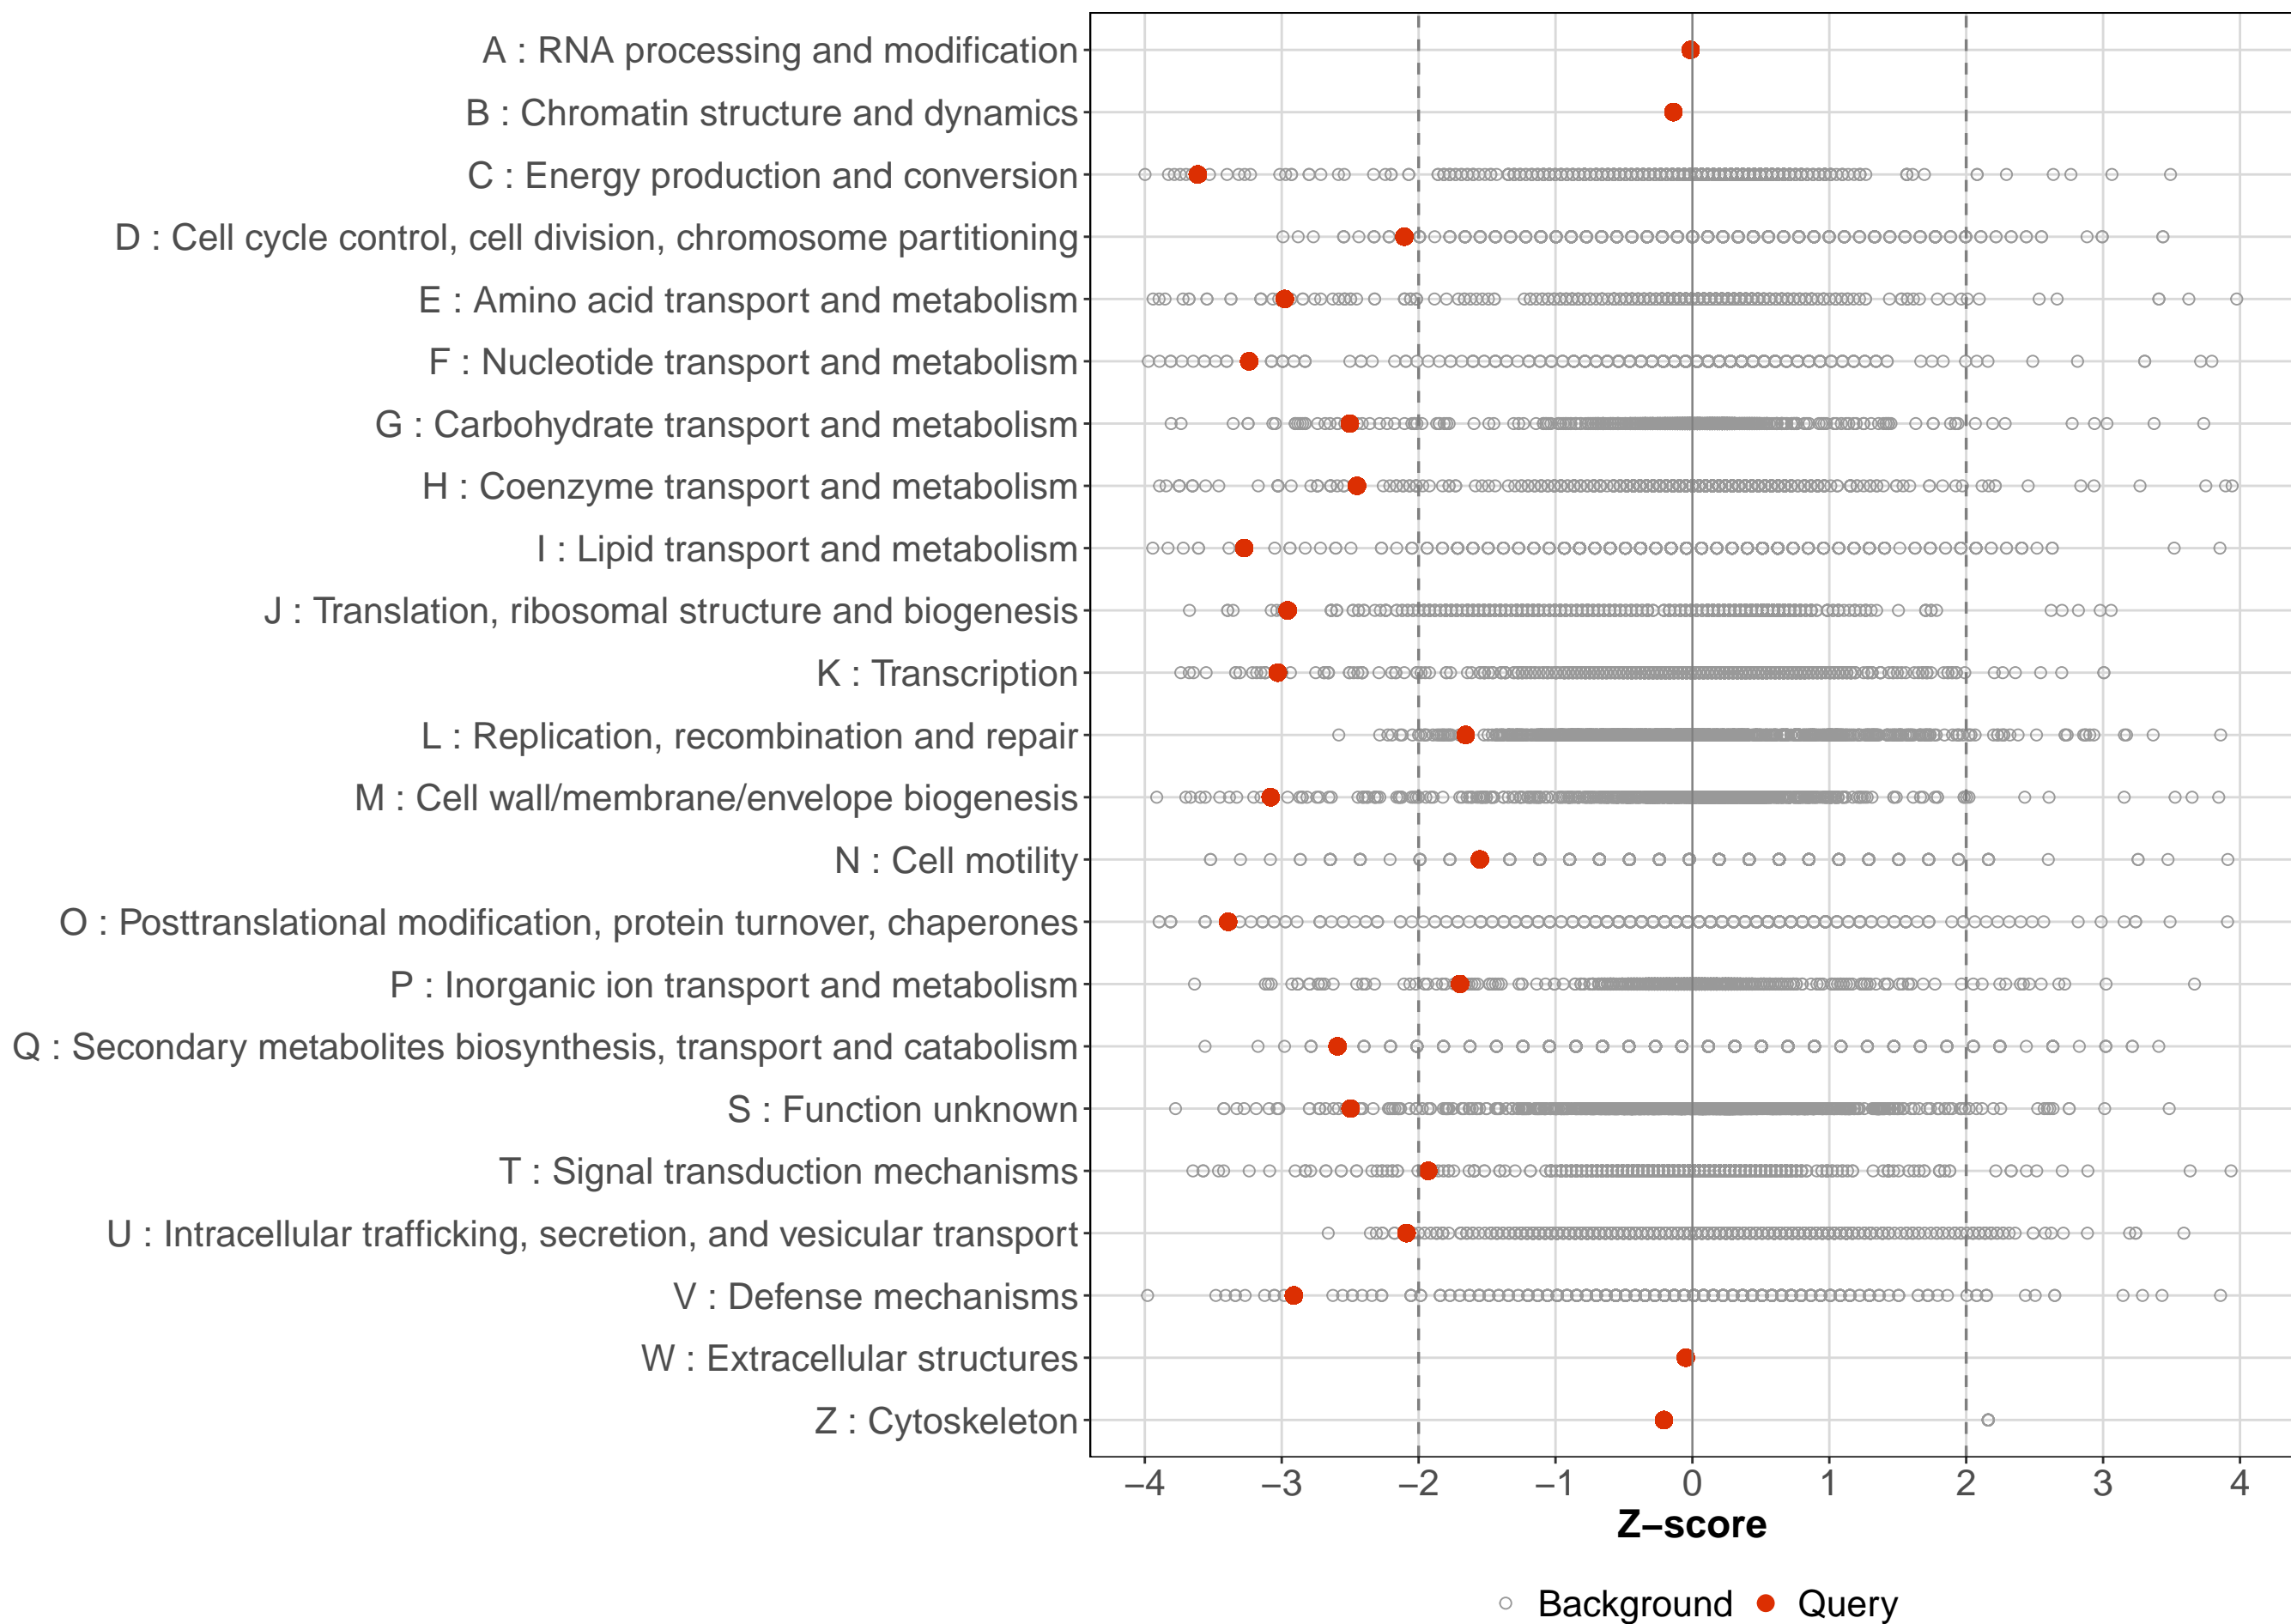 A : RNA processing and modification
B : Chromatin structure and dynamics
C : Energy production and conversion
D : Cell cycle control, cell division, chromosome partitioning
E : Amino acid transport and metabolism
F : Nucleotide transport and metabolism
G : Carbohydrate transport and metabolism
H : Coenzyme transport and metabolism
I : Lipid transport and metabolism
J : Translation, ribosomal structure and biogenesis
K : Transcription
L : Replication, recombination and repair
M : Cell wall/membrane/envelope biogenesis
N : Cell motility
O : Posttranslational modification, protein turnover, chaperones
P : Inorganic ion transport and metabolism
Q : Secondary metabolites biosynthesis, transport and catabolism
S : Function unknown
T : Signal transduction mechanisms
U : Intracellular trafficking, secretion, and vesicular transport
V : Defense mechanisms
W : Extracellular structures
Z : Cytoskeleton
−4 −3 −2 −1 0 1 2 3 4
Z−score
Background Query